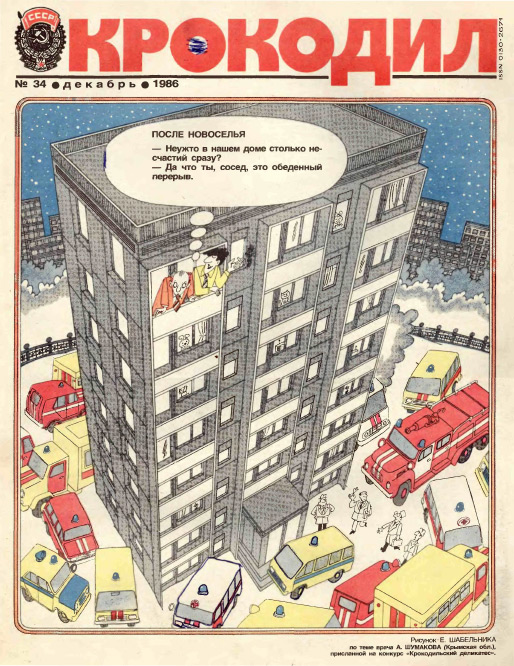 СССР
КРОКОДИЛ
ISSN 0130-2671
№ 34 ● декабрь ● 1986
ПОСЛЕ НОВОСЕЛЬЯ
— Неужто в нашем доме столько не-
счастий сразу?
— Да что ты, сосед, это обеденный
перерыв.
Рисунок Е. ШАБЕЛЬНИКА
по теме врача А. ШУМАКОВА (Крымская обл.),
присланной на конкурс «Крокодильский деликатес».